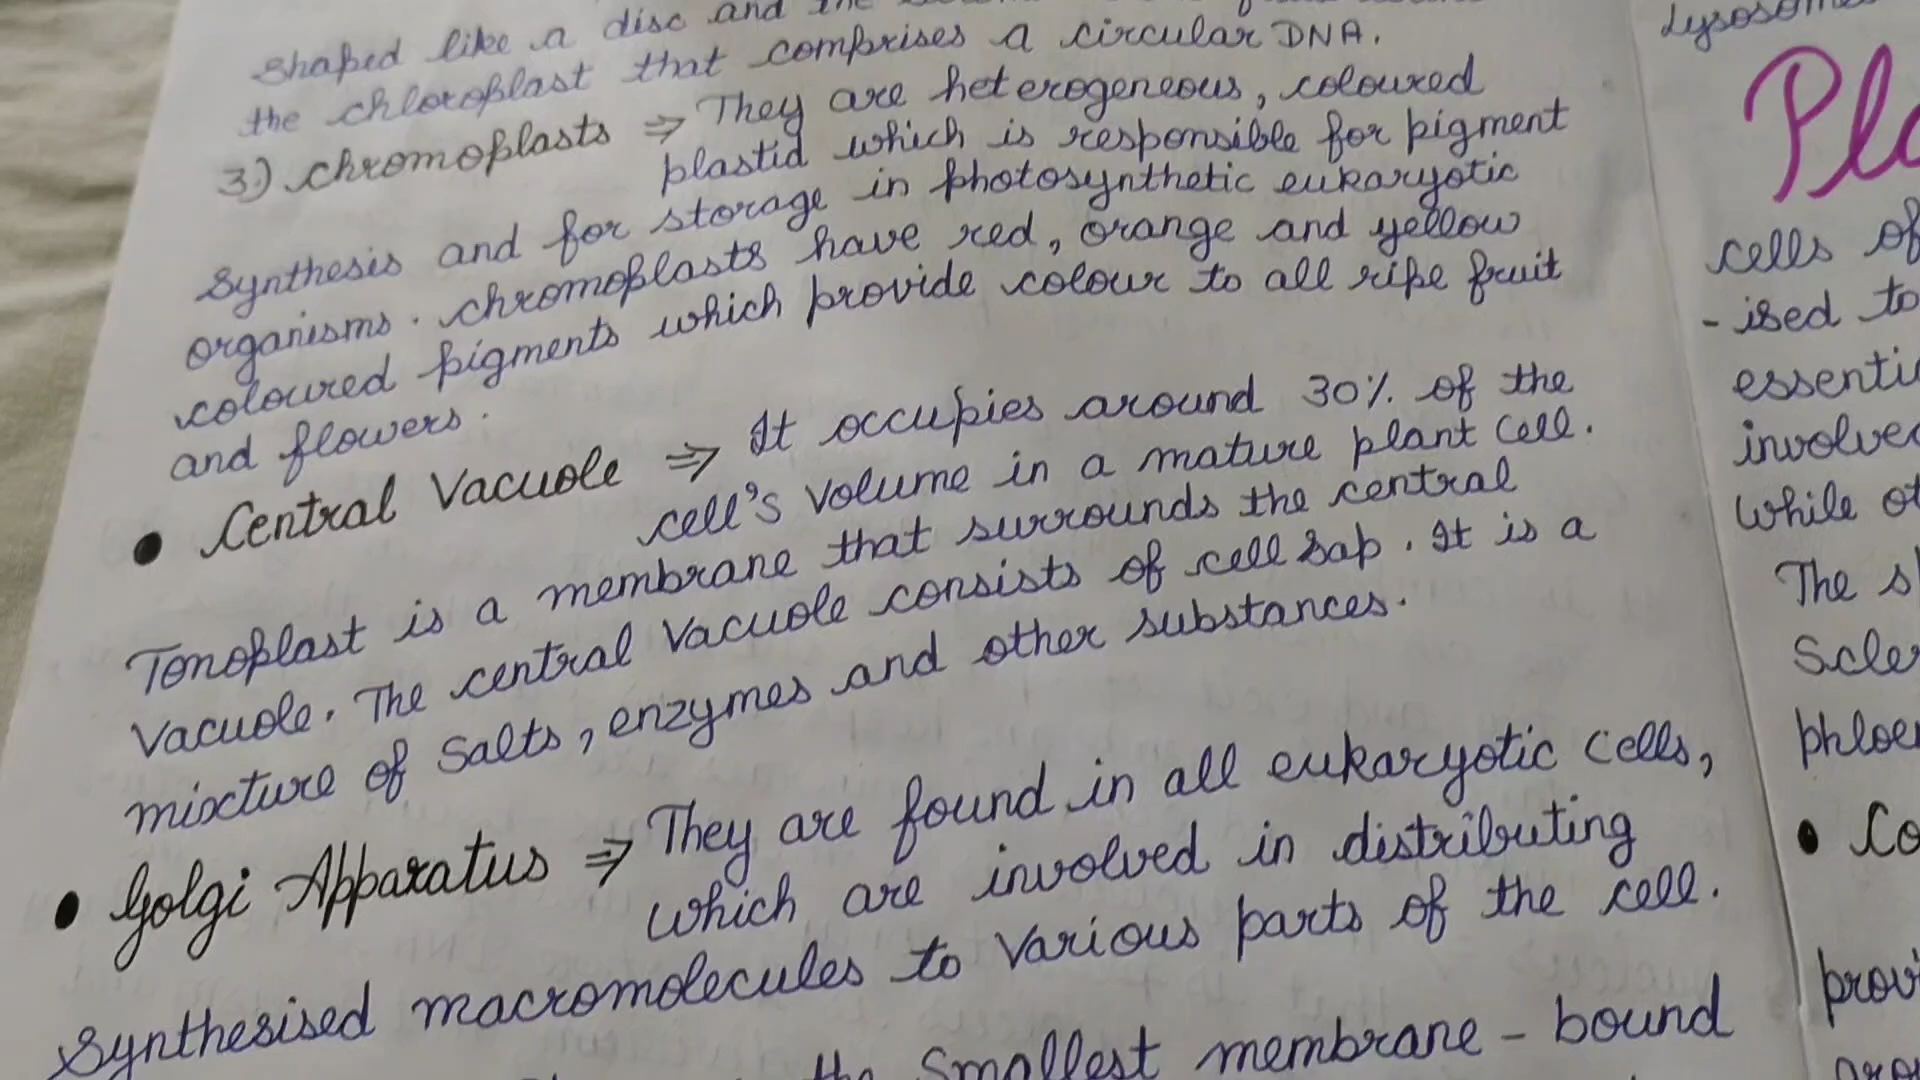 shaped like a disc and the
the chloroplast that comprises a circular DNA.
3.) chromoplasts ⇒ They are heterogeneous, coloured
plastid which is responsible for pigment
synthesis and for storage in photosynthetic eukaryotic
organisms. chromoplasts have red, orange and yellow
coloured pigments which provide colour to all ripe fruit
and flowers.
• Central Vacuole ⇒ It occupies around 30% of the
cell's volume in a mature plant cell.
Tonoplast is a membrane that surrounds the central
vacuole. The central vacuole consists of cell sap. It is a
mixture of salts, enzymes and other substances.
• Golgi Apparatus ⇒ They are found in all eukaryotic cells,
which are involved in distributing
synthesised macromolecules to various parts of the cell.
the smallest membrane-bound
Pla
cells of
-ised to
essenti
involve
while ot
The s
Scler
phloe
• Co
prov